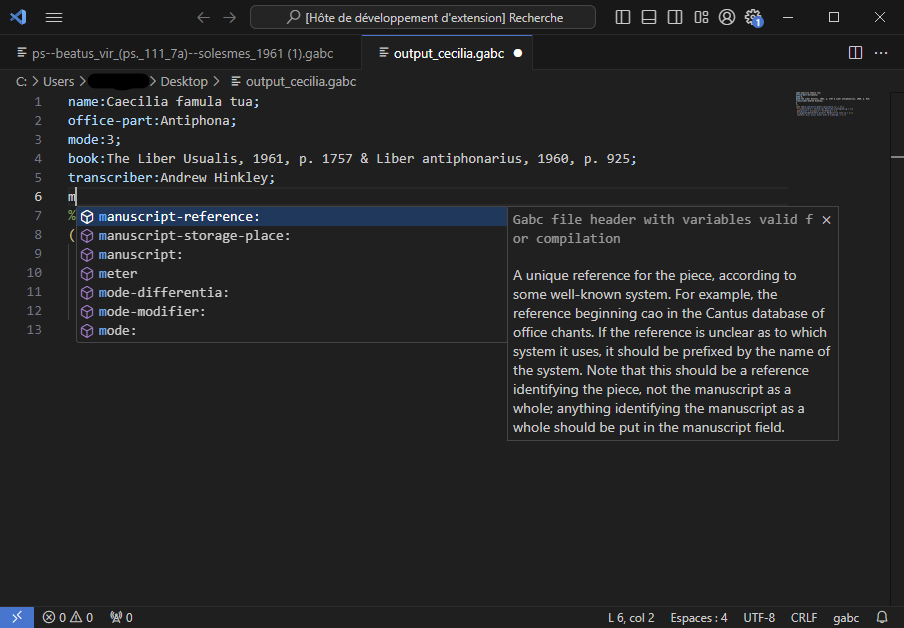 [Hôte de développement d'extension] Recherche
1
ps--beatus_vir_(ps._111_7a)--solesmes_1961 (1).gabc
output_cecilia.gabc
C: > Users > > Desktop > output_cecilia.gabc
1 name:Caecilia famula tua;
2 office-part:Antiphona;
3 mode:3;
4 book:The Liber Usualis, 1961, p. 1757 & Liber antiphonarius, 1960, p. 925;
5 transcriber:Andrew Hinkley;
6 m
7 %
8 (
9
10
11
12
13
manuscript-reference:
manuscript-storage-place:
manuscript:
meter
mode-differentia:
mode-modifier:
mode:
Gabc file header with variables valid f
or compilation
A unique reference for the piece, according to
some well-known system. For example, the
reference beginning cao in the Cantus database of
office chants. If the reference is unclear as to which
system it uses, it should be prefixed by the name of
the system. Note that this should be a reference
identifying the piece, not the manuscript as a
whole; anything identifying the manuscript as a
whole should be put in the manuscript field.
0 0 0 L 6, col 2 Espaces : 4 UTF-8 CRLF gabc